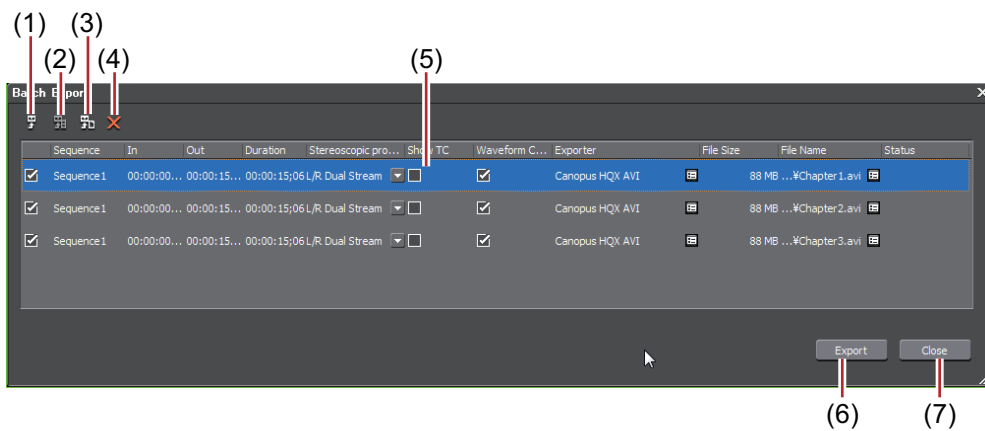 (1)
(3)
(2)
(4)
(5)
Batch Export
Sequence In Out Duration Stereoscopic pro... Show TC Waveform C... Exporter File Size File Name Status
Sequence1 00:00:00... 00:00:15... 00:00:15;06 L/R Dual Stream Canopus HQX AVI 88 MB ...¥Chapter1.avi
Sequence1 00:00:00... 00:00:15... 00:00:15;06 L/R Dual Stream Canopus HQX AVI 88 MB ...¥Chapter2.avi
Sequence1 00:00:00... 00:00:15... 00:00:15;06 L/R Dual Stream Canopus HQX AVI 88 MB ...¥Chapter3.avi
Export Close
(6) (7)